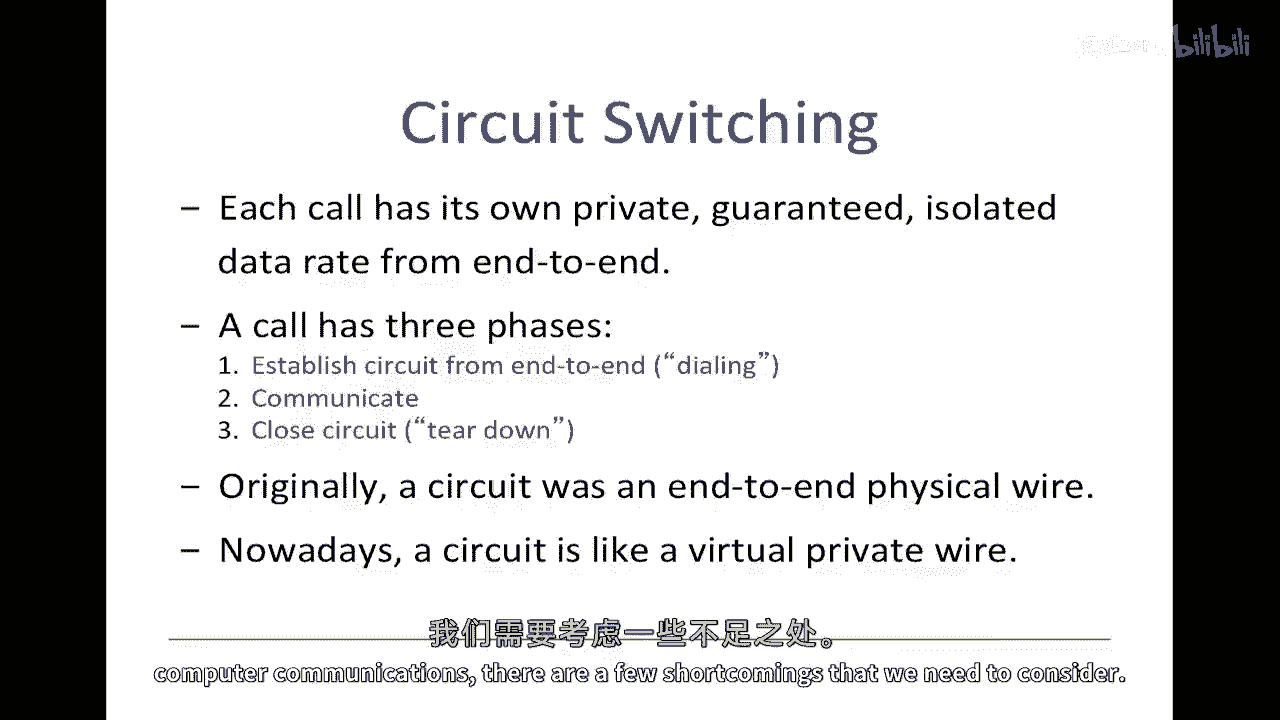 bilibili
Circuit Switching
– Each call has its own private, guaranteed, isolated
data rate from end-to-end.
– A call has three phases:
1. Establish circuit from end-to-end (“dialing”)
2. Communicate
3. Close circuit (“tear down”)
– Originally, a circuit was an end-to-end physical wire.
– Nowadays, a circuit is like a virtual private wire.
我们需要考虑一些不足之处。
computer communications, there are a few shortcomings that we need to consider.